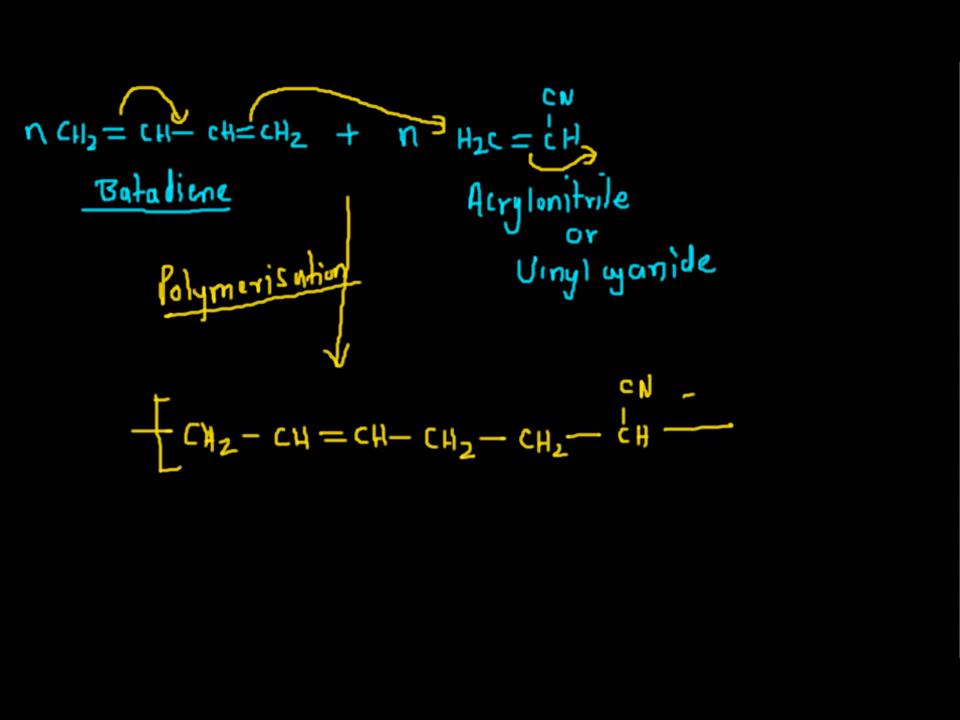 CN
n CH2 = CH — CH = CH2 + n H2C = CH
Batadiene
Acrylonitrile
or
Vinyl cyanide
Polymerisation
CN
[ CH2 — CH = CH — CH2 — CH2 — CH —